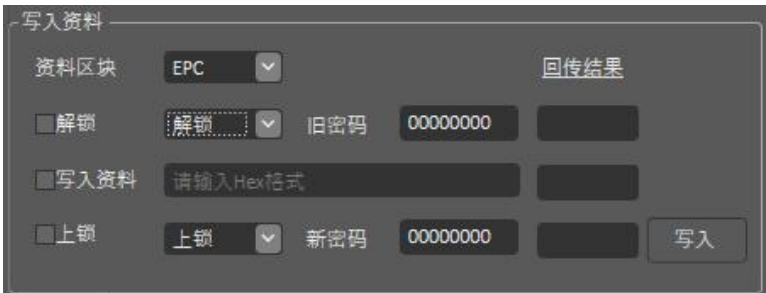 写入资料
资料区块 EPC 回传结果
解锁 解锁 旧密码 00000000
写入资料 请输入Hex格式
上锁 上锁 新密码 00000000 写入